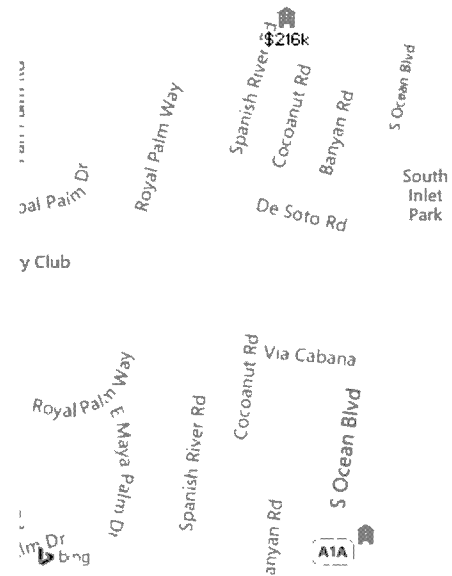 $216k
Spanish River Rd
Cocoanut Rd
Banyan Rd
S Ocean Blvd
Royal Palm Way
South
Inlet
Park
De Soto Rd
y Club
Via Cabana
Cocoanut Rd
Royal Palm Way
E Maya Palm Dr
Spanish River Rd
S Ocean Blvd
anyan Rd
A1A
lm Dr
bing